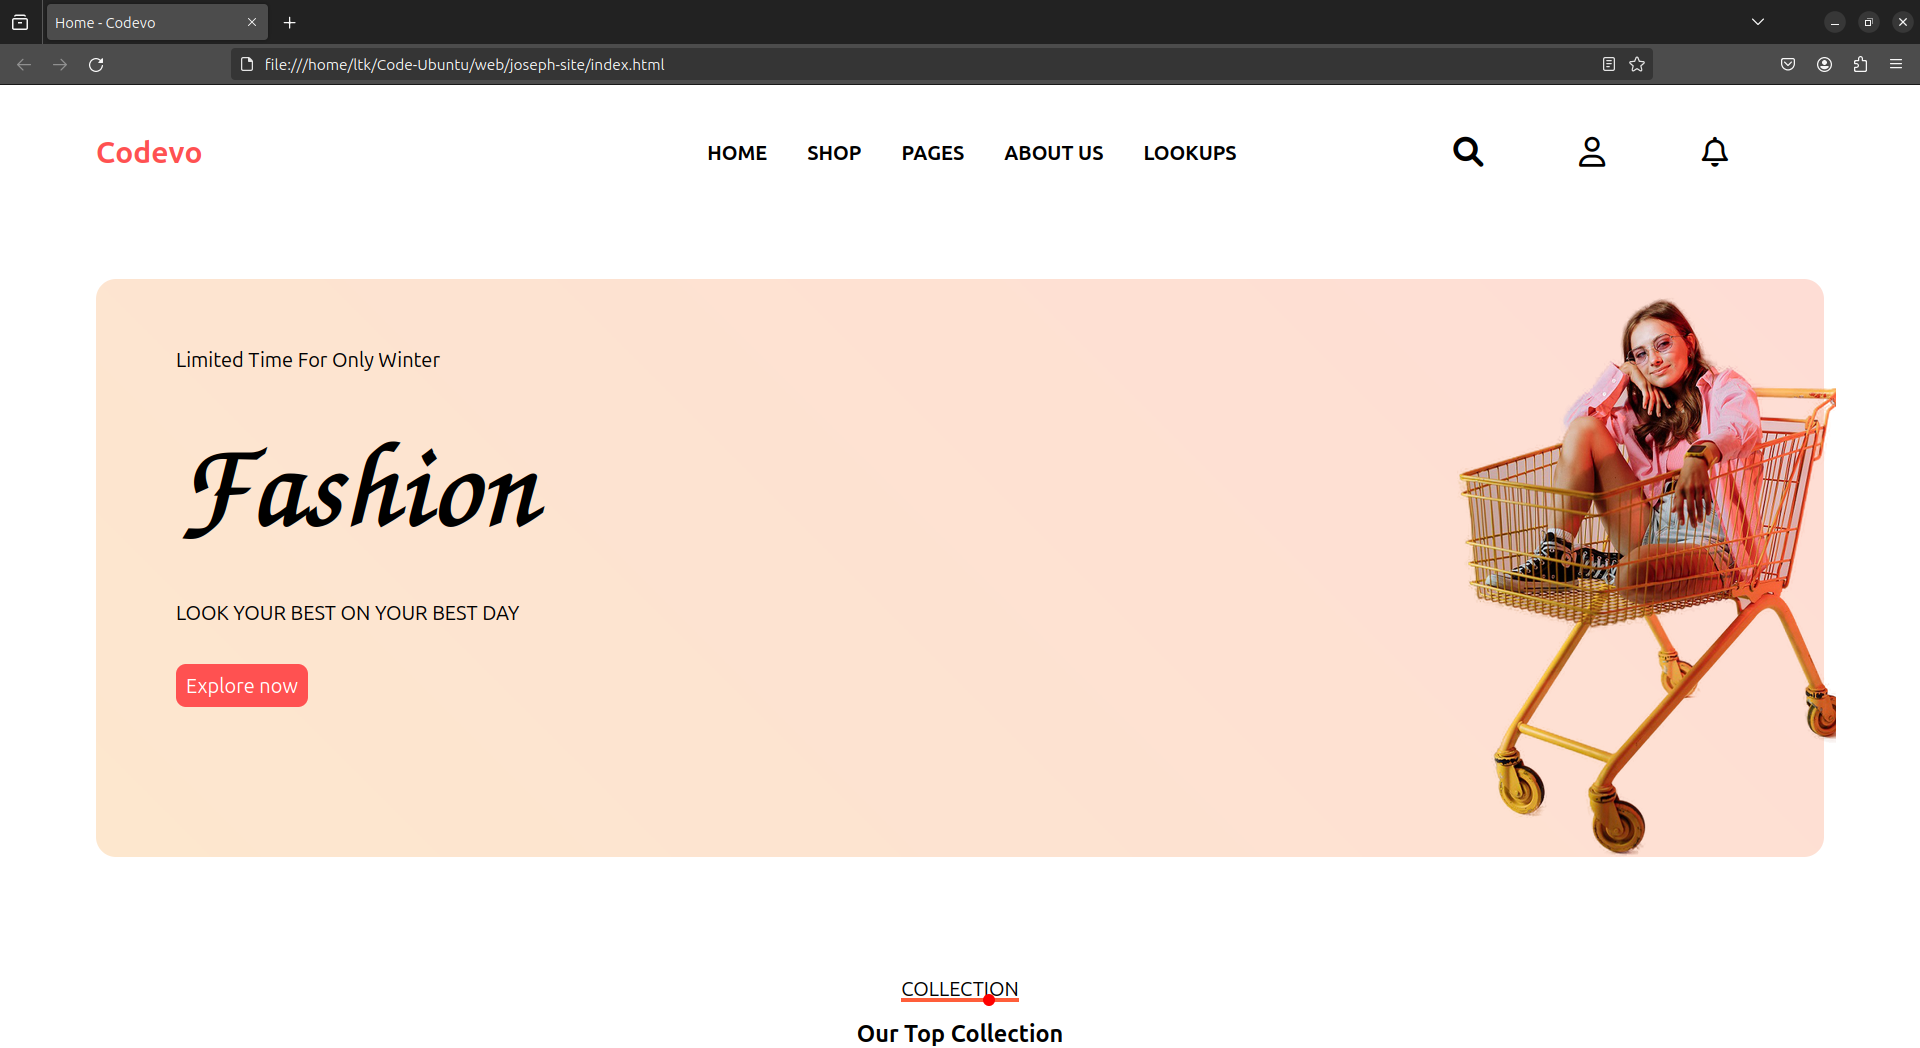 Home - Codevo
file:///home/ltk/Code-Ubuntu/web/joseph-site/index.html
Codevo
HOME SHOP PAGES ABOUT US LOOKUPS
Limited Time For Only Winter
Fashion
LOOK YOUR BEST ON YOUR BEST DAY
Explore now
COLLECTION
Our Top Collection